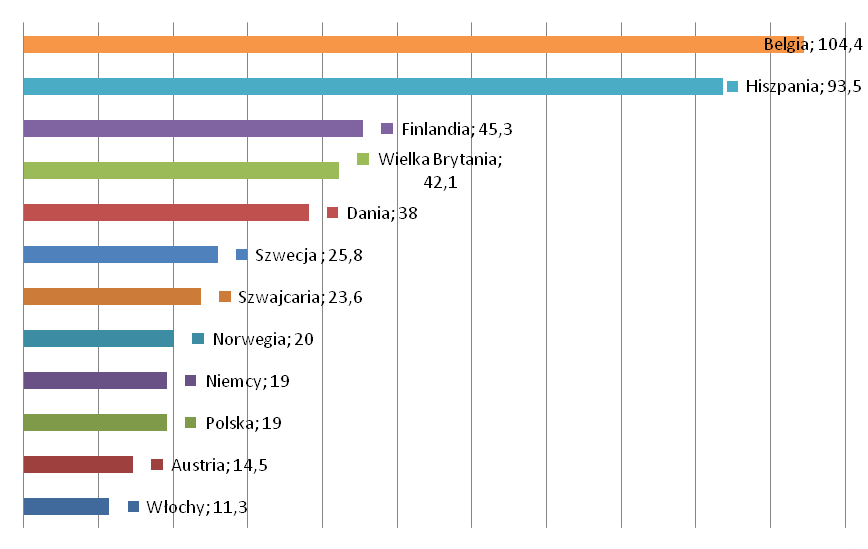 Belgia; 104,4
Hiszpania; 93,5
Finlandia; 45,3
Wielka Brytania;
42,1
Dania; 38
Szwecja ; 25,8
Szwajcaria; 23,6
Norwegia; 20
Niemcy; 19
Polska; 19
Austria; 14,5
Włochy; 11,3